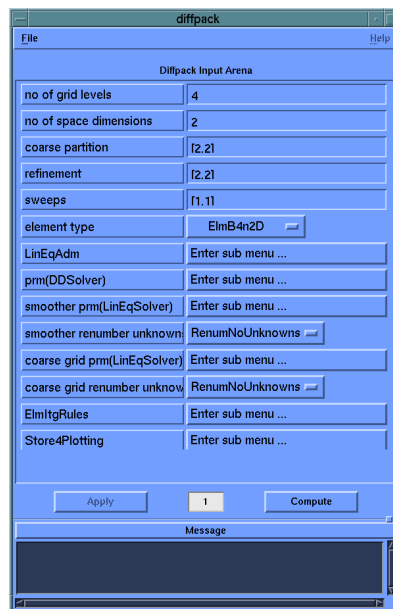 diffpack
File Help
Diffpack Input Arena
no of grid levels 4
no of space dimensions 2
coarse partition [2,2]
refinement [2,2]
sweeps [1,1]
element type ElmB4n2D
LinEqAdm Enter sub menu ...
prm(DDSolver) Enter sub menu ...
smoother prm(LinEqSolver) Enter sub menu ...
smoother renumber unknowns RenumNoUnknowns
coarse grid prm(LinEqSolver) Enter sub menu ...
coarse grid renumber unknow RenumNoUnknowns
ElmItgRules Enter sub menu ...
Store4Plotting Enter sub menu ...
Apply 1 Compute
Message